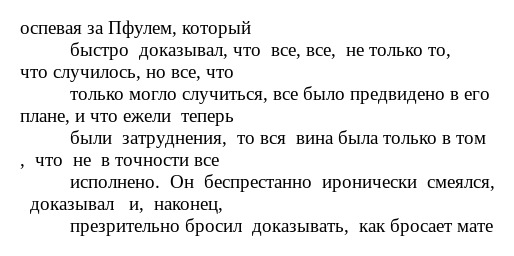 оспевая за Пфулем, который
быстро доказывал, что все, все, не только то,
что случилось, но все, что
только могло случиться, все было предвидено в его
плане, и что ежели теперь
были затруднения, то вся вина была только в том
, что не в точности все
исполнено. Он беспрестанно иронически смеялся,
доказывал и, наконец,
презрительно бросил доказывать, как бросает мате